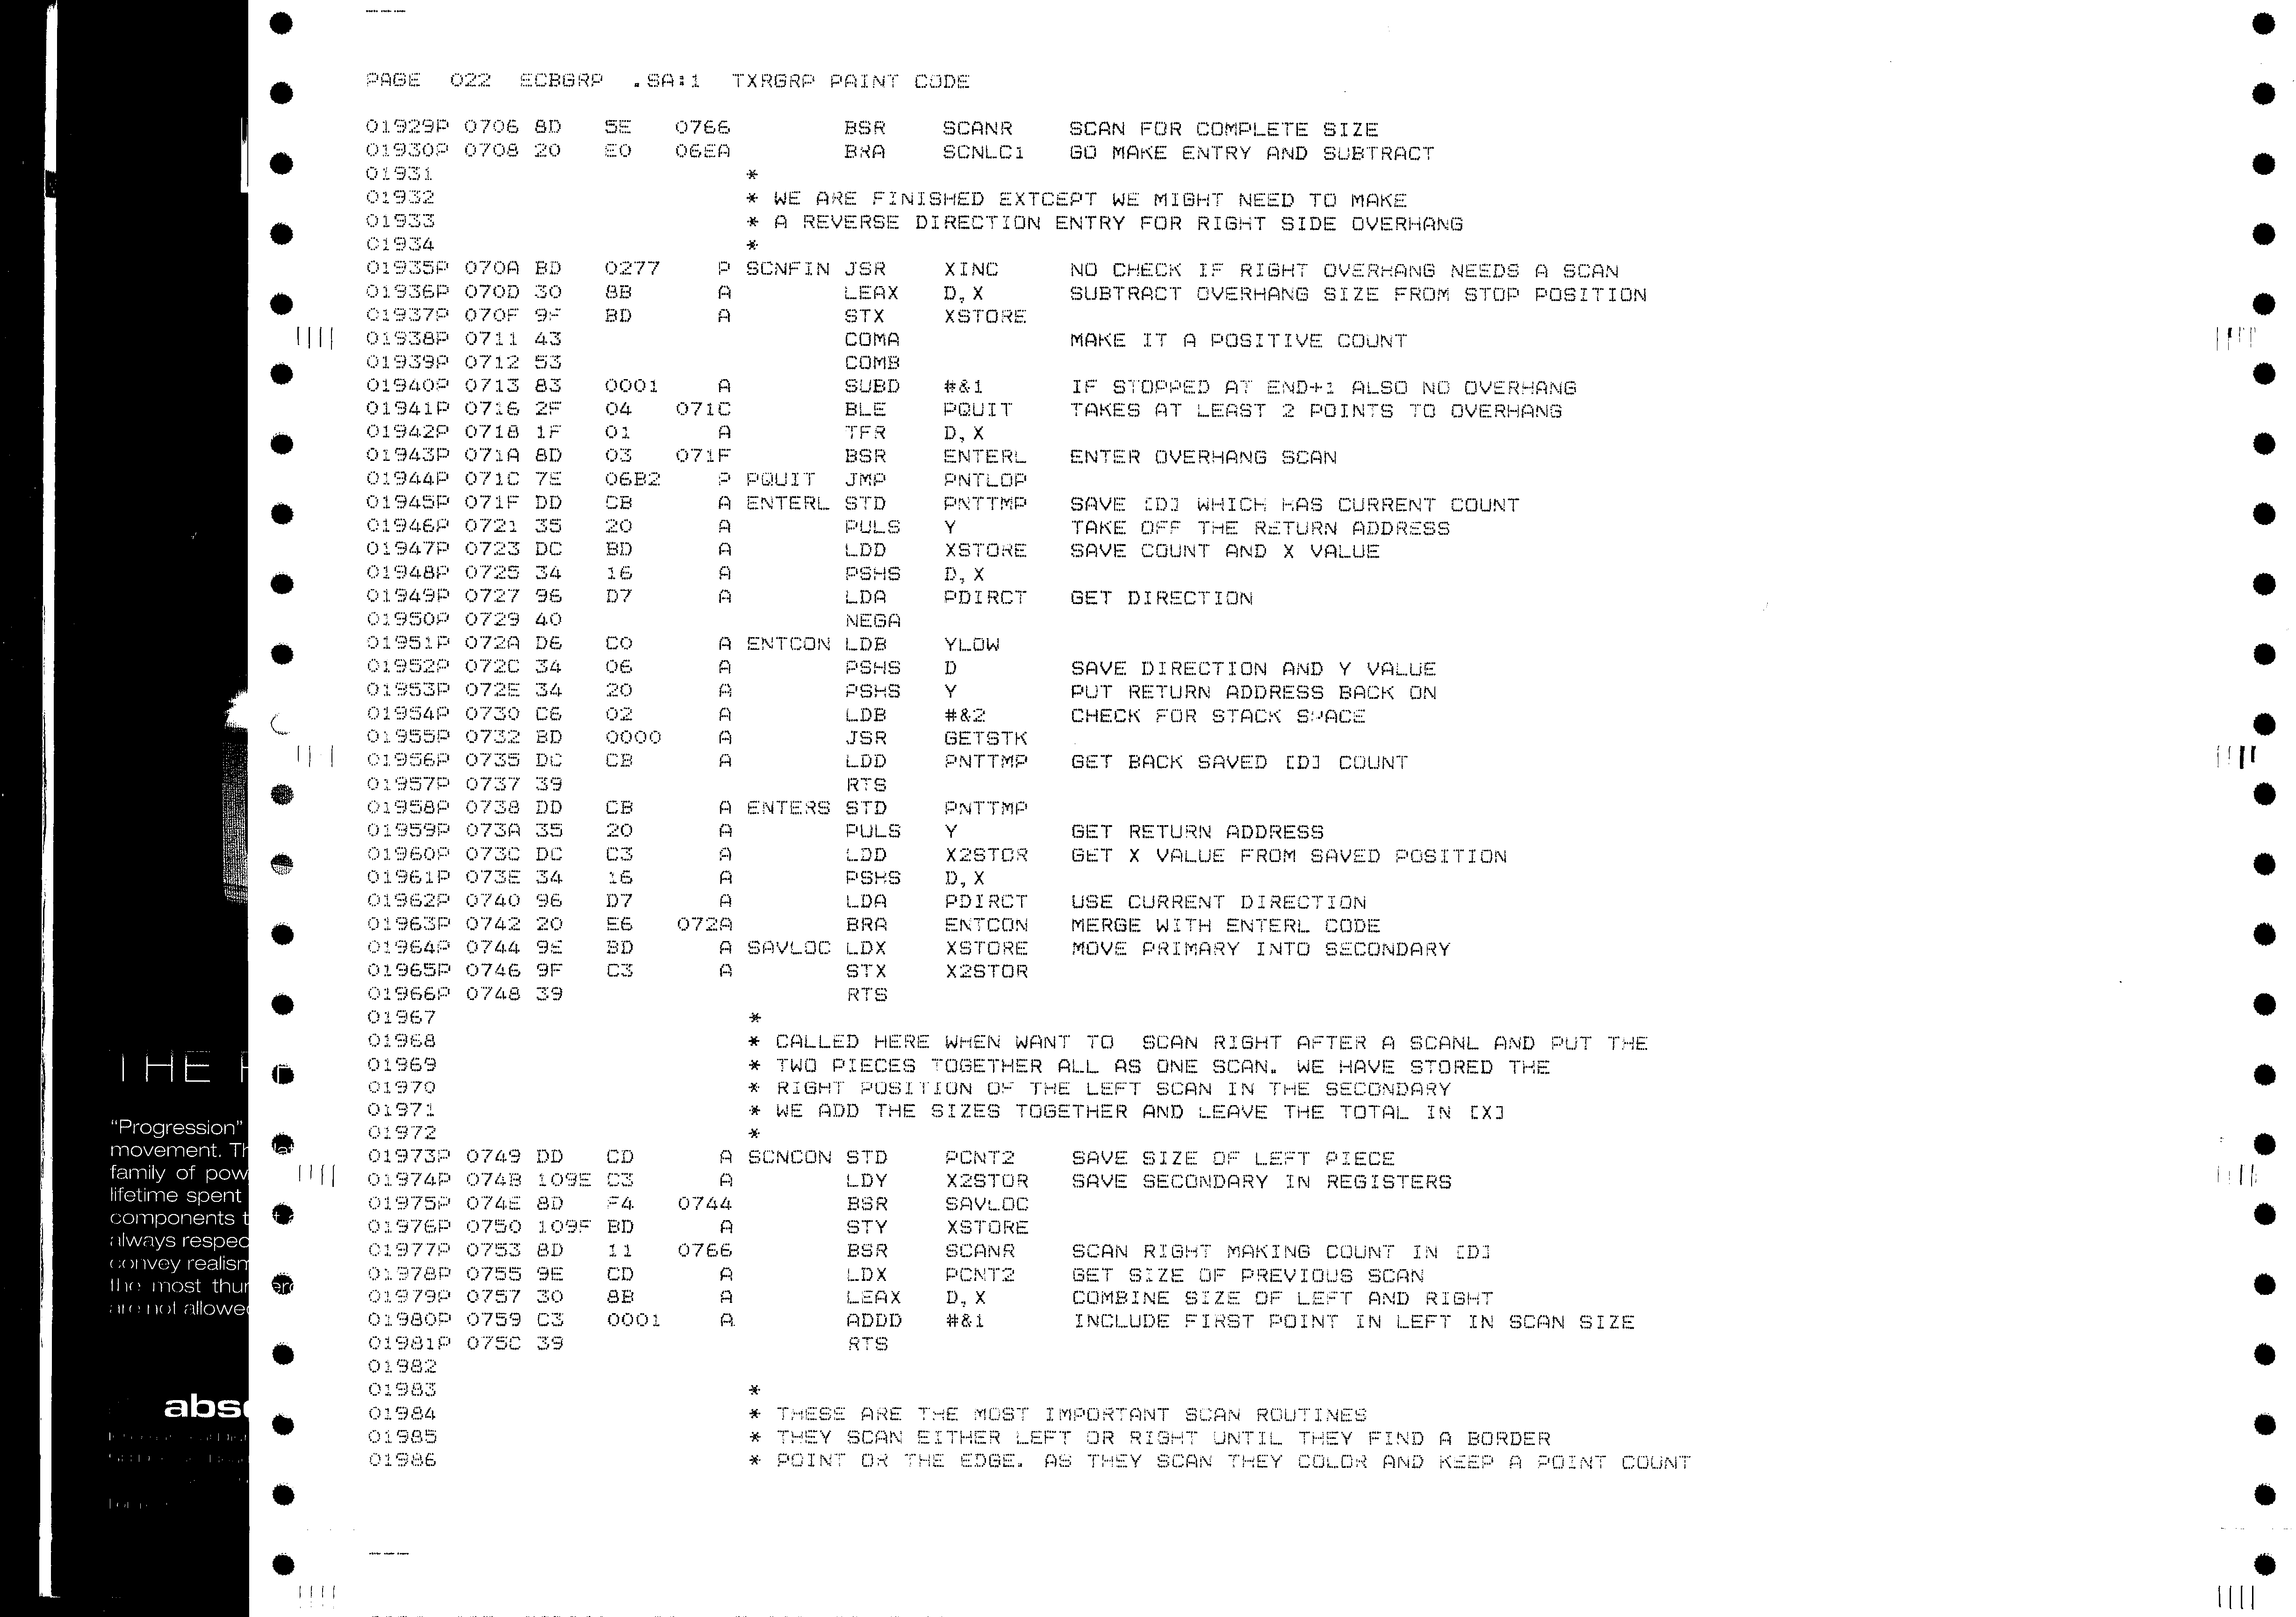 PAGE  022  ECBGRP  .SA:1  TXRGRP PAINT CODE
01929P 0706 8D 5E 0766 BSR SCANR SCAN FOR COMPLETE SIZE
01930P 0708 20 E0 06EA BRA SCNLC1 GO MAKE ENTRY AND SUBTRACT
01931 *
01932 * WE ARE FINISHED EXTCEPT WE MIGHT NEED TO MAKE
01933 * A REVERSE DIRECTION ENTRY FOR RIGHT SIDE OVERHANG
01934 *
01935P 070A BD 0277 P SCNFIN JSR XINC NO CHECK IF RIGHT OVERHANG NEEDS A SCAN
01936P 070D 30 8B A LEAX D,X SUBTRACT OVERHANG SIZE FROM STOP POSITION
01937P 070F 9F BD A STX XSTORE
01938P 0711 43 COMA MAKE IT A POSITIVE COUNT
01939P 0712 53 COMB
01940P 0713 83 0001 A SUBD #&1 IF STOPPED AT END+1 ALSO NO OVERHANG
01941P 0716 2F 04 071C BLE PQUIT TAKES AT LEAST 2 POINTS TO OVERHANG
01942P 0718 1F 01 A TFR D,X
01943P 071A 8D 03 071F BSR ENTERL ENTER OVERHANG SCAN
01944P 071C 7E 06B2 P PQUIT JMP PNTLOP
01945P 071F DD CB A ENTERL STD PNTTMP SAVE [D] WHICH HAS CURRENT COUNT
01946P 0721 35 20 A PULS Y TAKE OFF THE RETURN ADDRESS
01947P 0723 DC BD A LDD XSTORE SAVE COUNT AND X VALUE
01948P 0725 34 16 A PSHS D,X
01949P 0727 96 D7 A LDA PDIRCT GET DIRECTION
01950P 0729 40 NEGA
01951P 072A D6 C0 A ENTCON LDB YLOW
01952P 072C 34 06 A PSHS D SAVE DIRECTION AND Y VALUE
01953P 072E 34 20 A PSHS Y PUT RETURN ADDRESS BACK ON
01954P 0730 C6 02 A LDB #&2 CHECK FOR STACK SPACE
01955P 0732 BD 0000 A JSR GETSTK
01956P 0735 DC CB A LDD PNTTMP GET BACK SAVED [D] COUNT
01957P 0737 39 RTS
01958P 0738 DD CB A ENTERS STD PNTTMP
01959P 073A 35 20 A PULS Y GET RETURN ADDRESS
01960P 073C DC C3 A LDD X2STOR GET X VALUE FROM SAVED POSITION
01961P 073E 34 16 A PSHS D,X
01962P 0740 96 D7 A LDA PDIRCT USE CURRENT DIRECTION
01963P 0742 20 E6 072A BRA ENTCON MERGE WITH ENTERL CODE
01964P 0744 9E BD A SAVLOC LDX XSTORE MOVE PRIMARY INTO SECONDARY
01965P 0746 9F C3 A STX X2STOR
01966P 0748 39 RTS
01967 *
01968 * CALLED HERE WHEN WANT TO  SCAN RIGHT AFTER A SCANL AND PUT THE
01969 * TWO PIECES TOGETHER ALL AS ONE SCAN. WE HAVE STORED THE
01970 * RIGHT POSITION OF THE LEFT SCAN IN THE SECONDARY
01971 * WE ADD THE SIZES TOGETHER AND LEAVE THE TOTAL IN [X]
01972 *
01973P 0749 DD CD A SCNCON STD PCNT2 SAVE SIZE OF LEFT PIECE
01974P 074B 109E C3 A LDY X2STOR SAVE SECONDARY IN REGISTERS
01975P 074E 8D F4 0744 BSR SAVLOC
01976P 0750 109F BD A STY XSTORE
01977P 0753 8D 11 0766 BSR SCANR SCAN RIGHT MAKING COUNT IN [D]
01978P 0755 9E CD A LDX PCNT2 GET SIZE OF PREVIOUS SCAN
01979P 0757 30 8B A LEAX D,X COMBINE SIZE OF LEFT AND RIGHT
01980P 0759 C3 0001 A ADDD #&1 INCLUDE FIRST POINT IN LEFT IN SCAN SIZE
01981P 075C 39 RTS
01982
01983 *
01984 * THESE ARE THE MOST IMPORTANT SCAN ROUTINES
01985 * THEY SCAN EITHER LEFT OR RIGHT UNTIL THEY FIND A BORDER
01986 * POINT OR THE EDGE. AS THEY SCAN THEY COLOR AND KEEP A POINT COUNT
THE
"Progression"
movement. Th
family of pow
lifetime spent
components t
always respec
convey realism
the most thun
are not allowe
abso